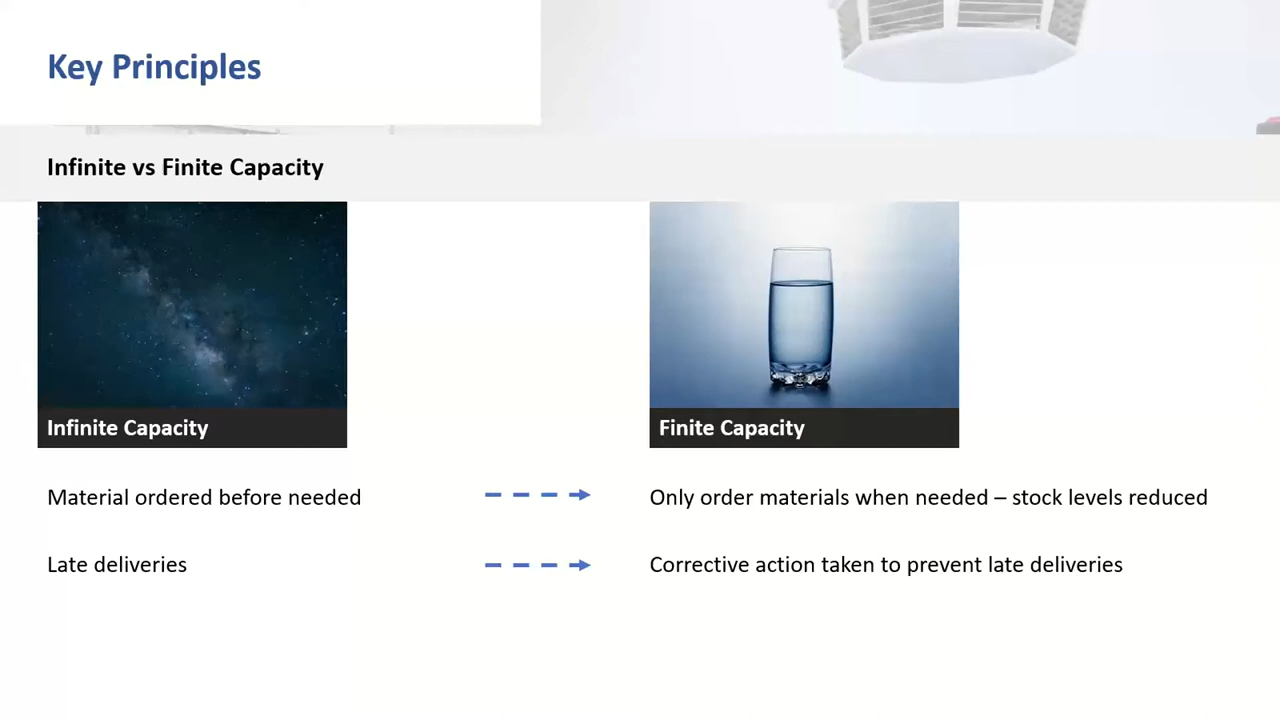 Key Principles
Infinite vs Finite Capacity
Infinite Capacity
Finite Capacity
Material ordered before needed
Only order materials when needed – stock levels reduced
Late deliveries
Corrective action taken to prevent late deliveries